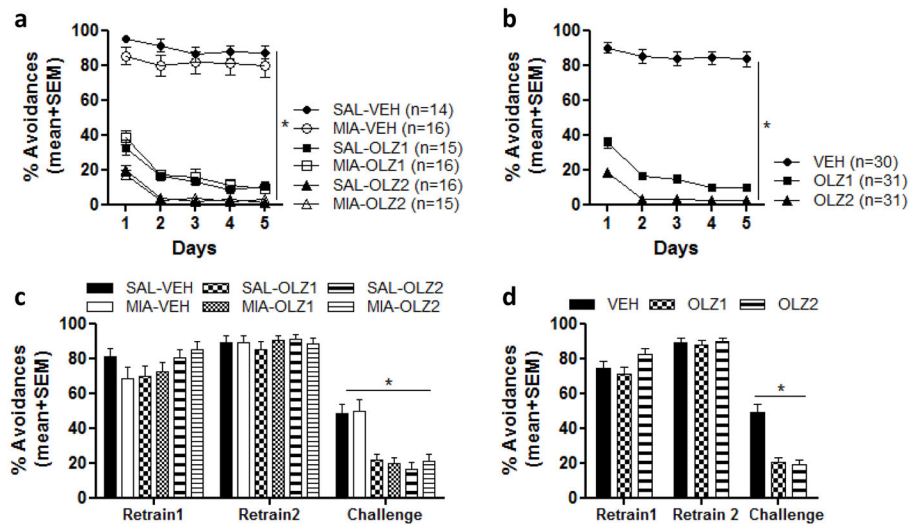 a
% Avoidances
(mean+SEM)
100
80
60
40
20
0
1 2 3 4 5
Days
*
SAL-VEH (n=14)
MIA-VEH (n=16)
SAL-OLZ1 (n=15)
MIA-OLZ1 (n=16)
SAL-OLZ2 (n=16)
MIA-OLZ2 (n=15)
b
% Avoidances
(mean+SEM)
100
80
60
40
20
0
1 2 3 4 5
Days
*
VEH (n=30)
OLZ1 (n=31)
OLZ2 (n=31)
c
SAL-VEH SAL-OLZ1 SAL-OLZ2
MIA-VEH MIA-OLZ1 MIA-OLZ2
% Avoidances
(mean+SEM)
100
80
60
40
20
0
*
Retrain1 Retrain2 Challenge
d
VEH OLZ1 OLZ2
% Avoidances
(mean+SEM)
100
80
60
40
20
0
*
Retrain1 Retrain 2 Challenge